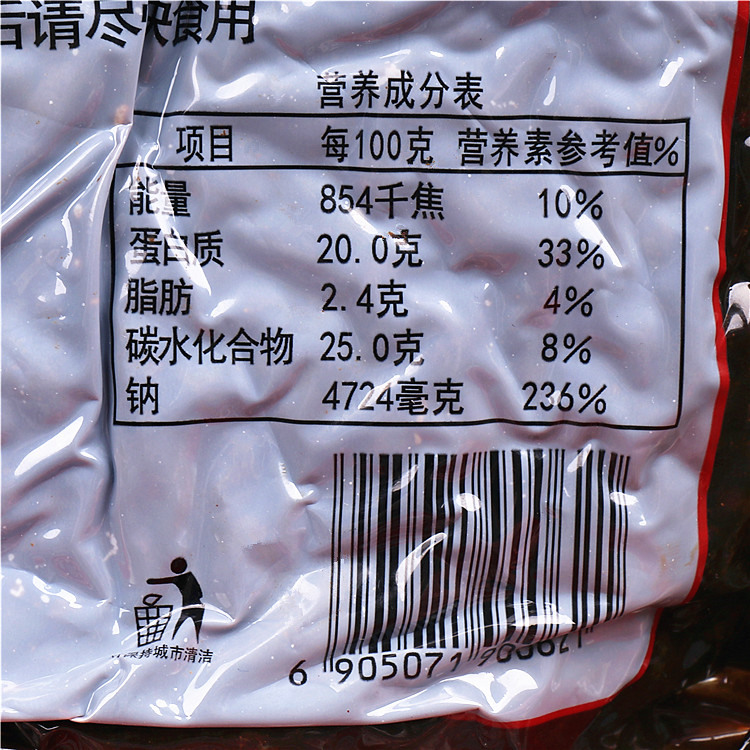 后请尽快食用
营养成分表
项目 每100克 营养素参考值%
能量 854千焦 10%
蛋白质 20.0克 33%
脂肪 2.4克 4%
碳水化合物 25.0克 8%
钠 4724毫克 236%
保持城市清洁
6 905071